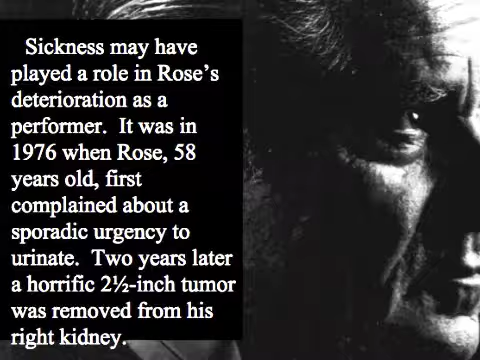 Sickness may have
played a role in Rose’s
deterioration as a
performer.  It was in
1976 when Rose, 58
years old, first
complained about a
sporadic urgency to
urinate.  Two years later
a horrific 2½-inch tumor
was removed from his
right kidney.